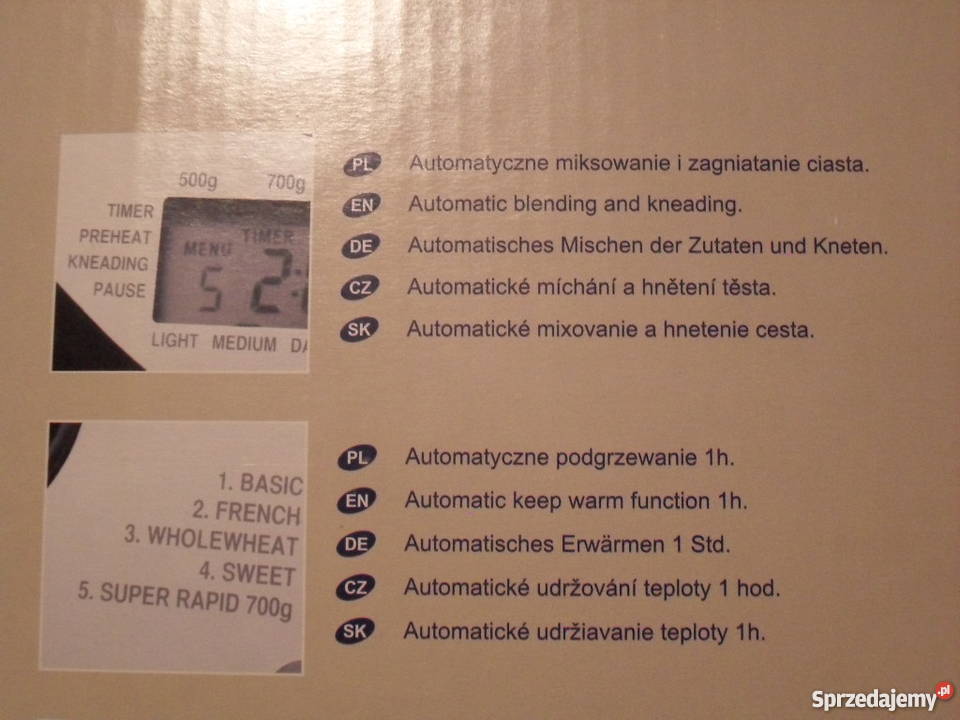 500g 700g
TIMER
PREHEAT
KNEADING
PAUSE
MENU TIMER
5 2:
LIGHT MEDIUM
PL Automatyczne miksowanie i zagniatanie ciasta.
EN Automatic blending and kneading.
DE Automatisches Mischen der Zutaten und Kneten.
CZ Automatické míchání a hnětení těsta.
SK Automatické mixovanie a hnetenie cesta.
1. BASIC
2. FRENCH
3. WHOLEWHEAT
4. SWEET
5. SUPER RAPID 700g
PL Automatyczne podgrzewanie 1h.
EN Automatic keep warm function 1h.
DE Automatisches Erwärmen 1 Std.
CZ Automatické udržování teploty 1 hod.
SK Automatické udržiavanie teploty 1h.
Sprzedajemy.pl